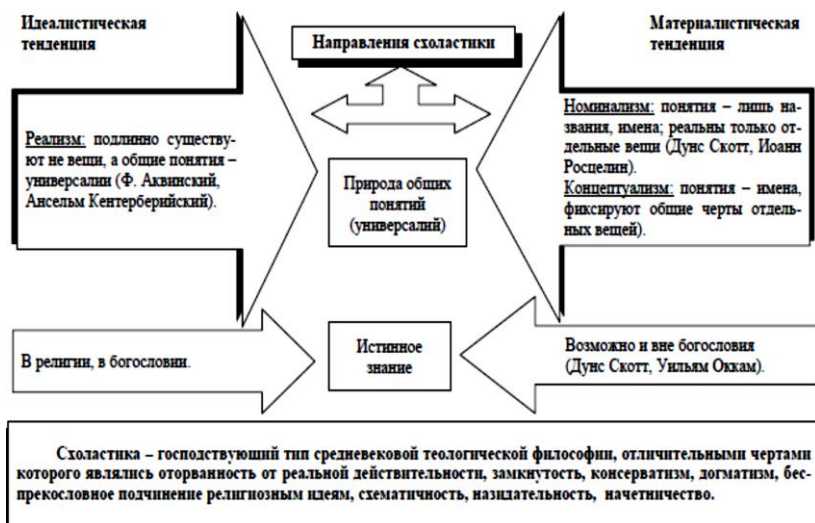 Идеалистическая
тенденция
Направления схоластики
Материалистическая
тенденция
Реализм: подлинно существу-
ют не вещи, а общие понятия –
универсалии (Ф. Аквинский,
Ансельм Кентерберийский).
Природа общих
понятий
(универсалий)
Номинализм: понятия – лишь на-
звания, имена; реальны только от-
дельные вещи (Дунс Скотт, Иоанн
Росцелин).
Концептуализм: понятия – имена,
фиксируют общие черты отдель-
ных вещей).
В религии, в богословии.
Истинное
знание
Возможно и вне богословия
(Дунс Скотт, Уильям Оккам).
Схоластика – господствующий тип средневековой теологической философии, отличительными чертами
которого являлись оторванность от реальной действительности, замкнутость, консерватизм, догматизм, бес-
прекословное подчинение религиозным идеям, схематичность, назидательность, начетничество.